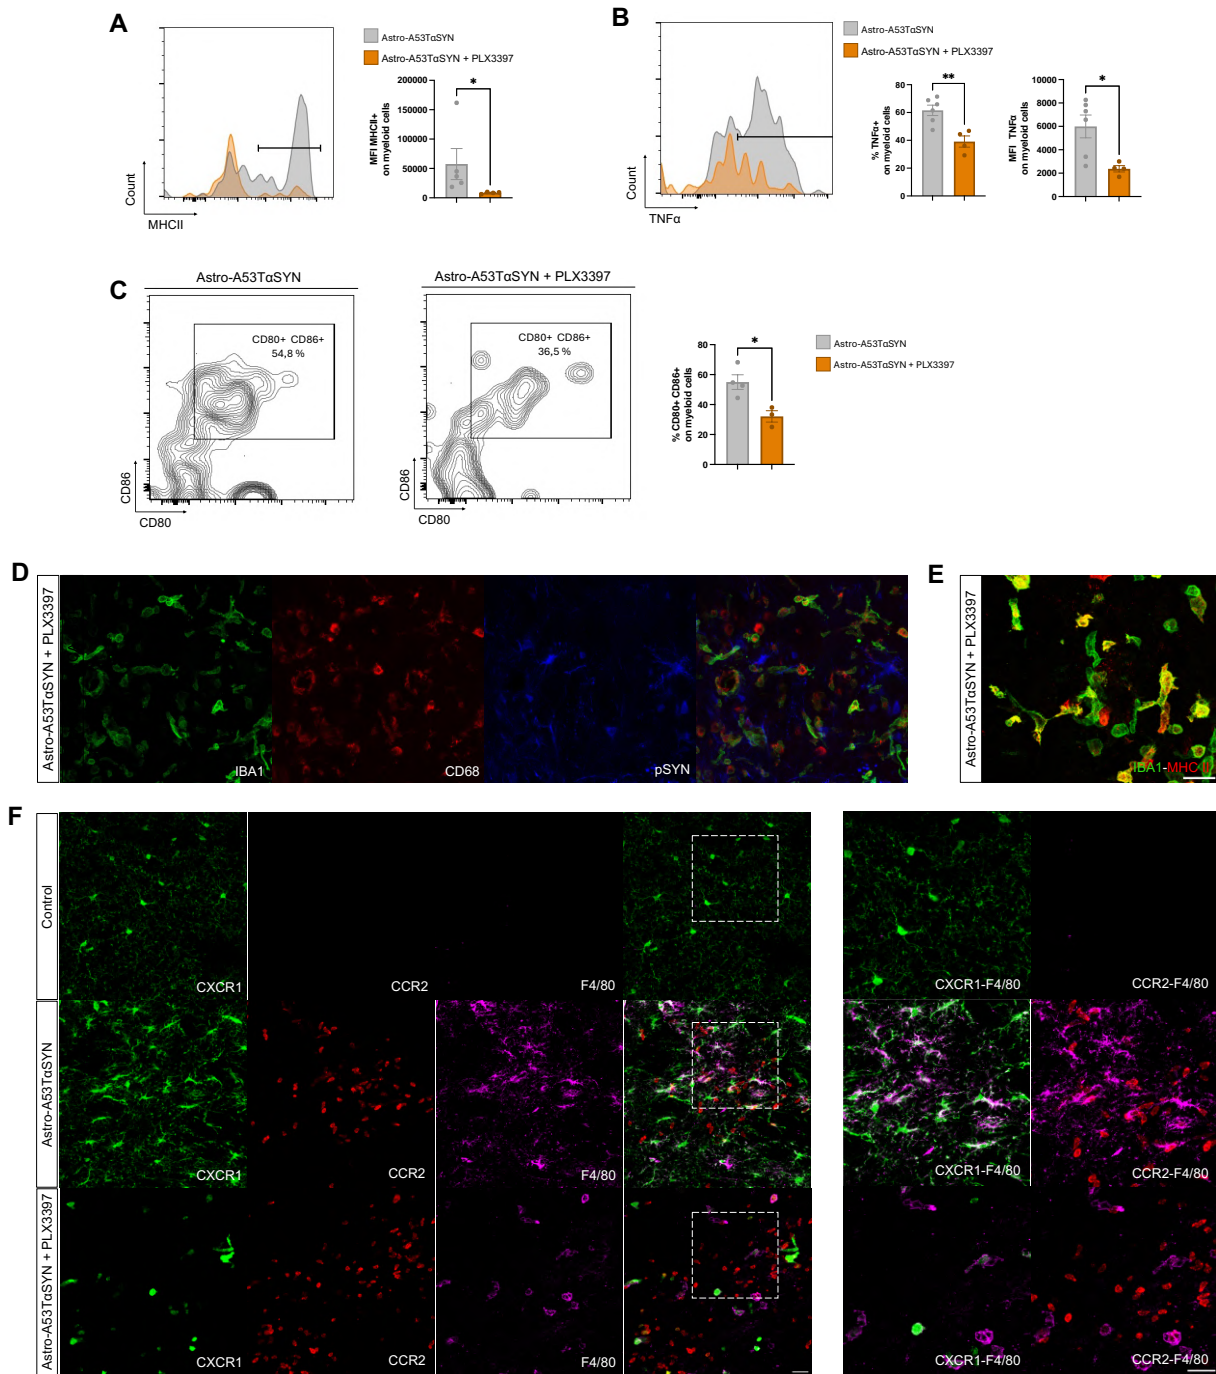 A
Astro-A53TαSYN
Astro-A53TαSYN + PLX3397
Count
MHCII
MFI MHCII+
on myeloid cells
200000
150000
100000
50000
0
*
B
Astro-A53TαSYN
Astro-A53TαSYN + PLX3397
Count
TNFα
% TNFα+
on myeloid cells
80
60
40
20
0
**
MFI TNFα
on myeloid cells
10000
8000
6000
4000
2000
0
*
C
Astro-A53TαSYN
CD80+ CD86+
54,8 %
CD86
CD80
Astro-A53TαSYN + PLX3397
CD80+ CD86+
36,5 %
CD86
CD80
% CD80+ CD86+
on myeloid cells
80
60
40
20
0
*
Astro-A53TαSYN
Astro-A53TαSYN + PLX3397
D
Astro-A53TαSYN + PLX3397
IBA1
CD68
pSYN
E
Astro-A53TαSYN + PLX3397
IBA1-MHCII
F
Control
CXCR1
CCR2
F4/80
CXCR1-F4/80
CCR2-F4/80
Astro-A53TαSYN
CXCR1
CCR2
F4/80
CXCR1-F4/80
CCR2-F4/80
Astro-A53TαSYN + PLX3397
CXCR1
CCR2
F4/80
CXCR1-F4/80
CCR2-F4/80